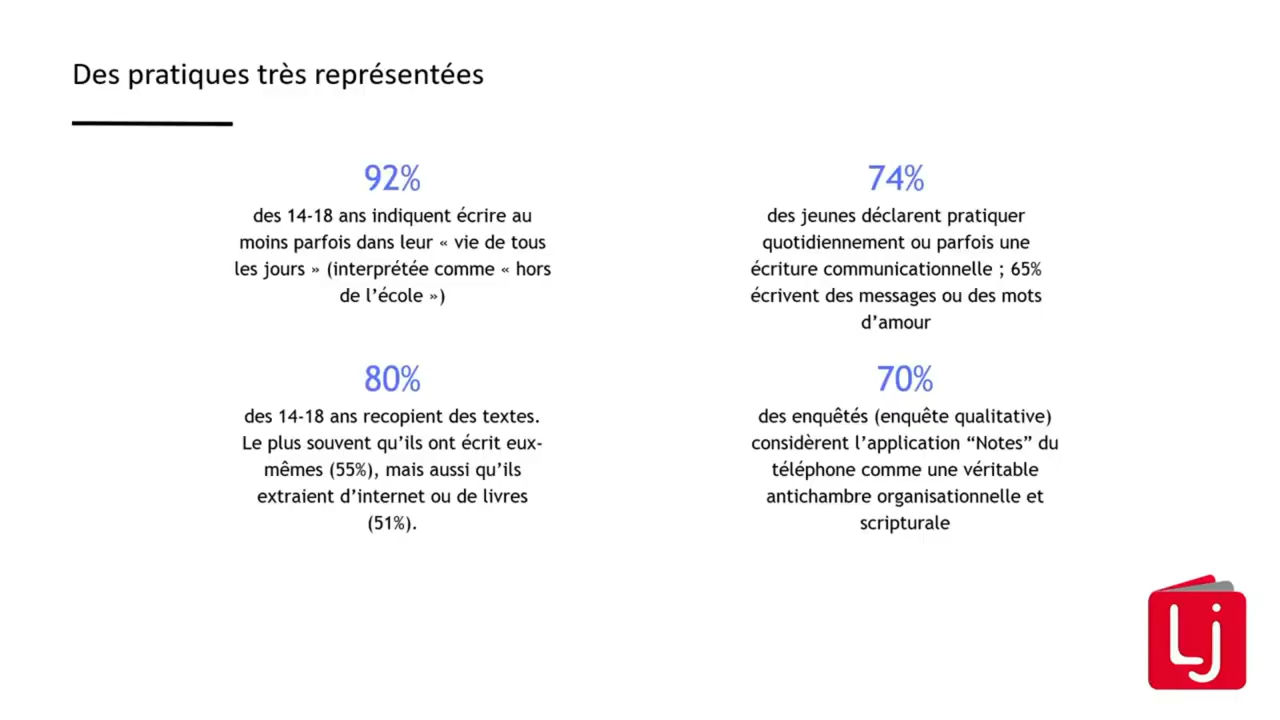 Des pratiques très représentées
92%
des 14-18 ans indiquent écrire au
moins parfois dans leur « vie de tous
les jours » (interprétée comme « hors
de l’école »)
74%
des jeunes déclarent pratiquer
quotidiennement ou parfois une
écriture communicationnelle ; 65%
écrivent des messages ou des mots
d’amour
80%
des 14-18 ans recopient des textes.
Le plus souvent qu’ils ont écrit eux-
mêmes (55%), mais aussi qu’ils
extraient d’internet ou de livres
(51%).
70%
des enquêtés (enquête qualitative)
considèrent l’application “Notes” du
téléphone comme une véritable
antichambre organisationnelle et
scripturale
Lj